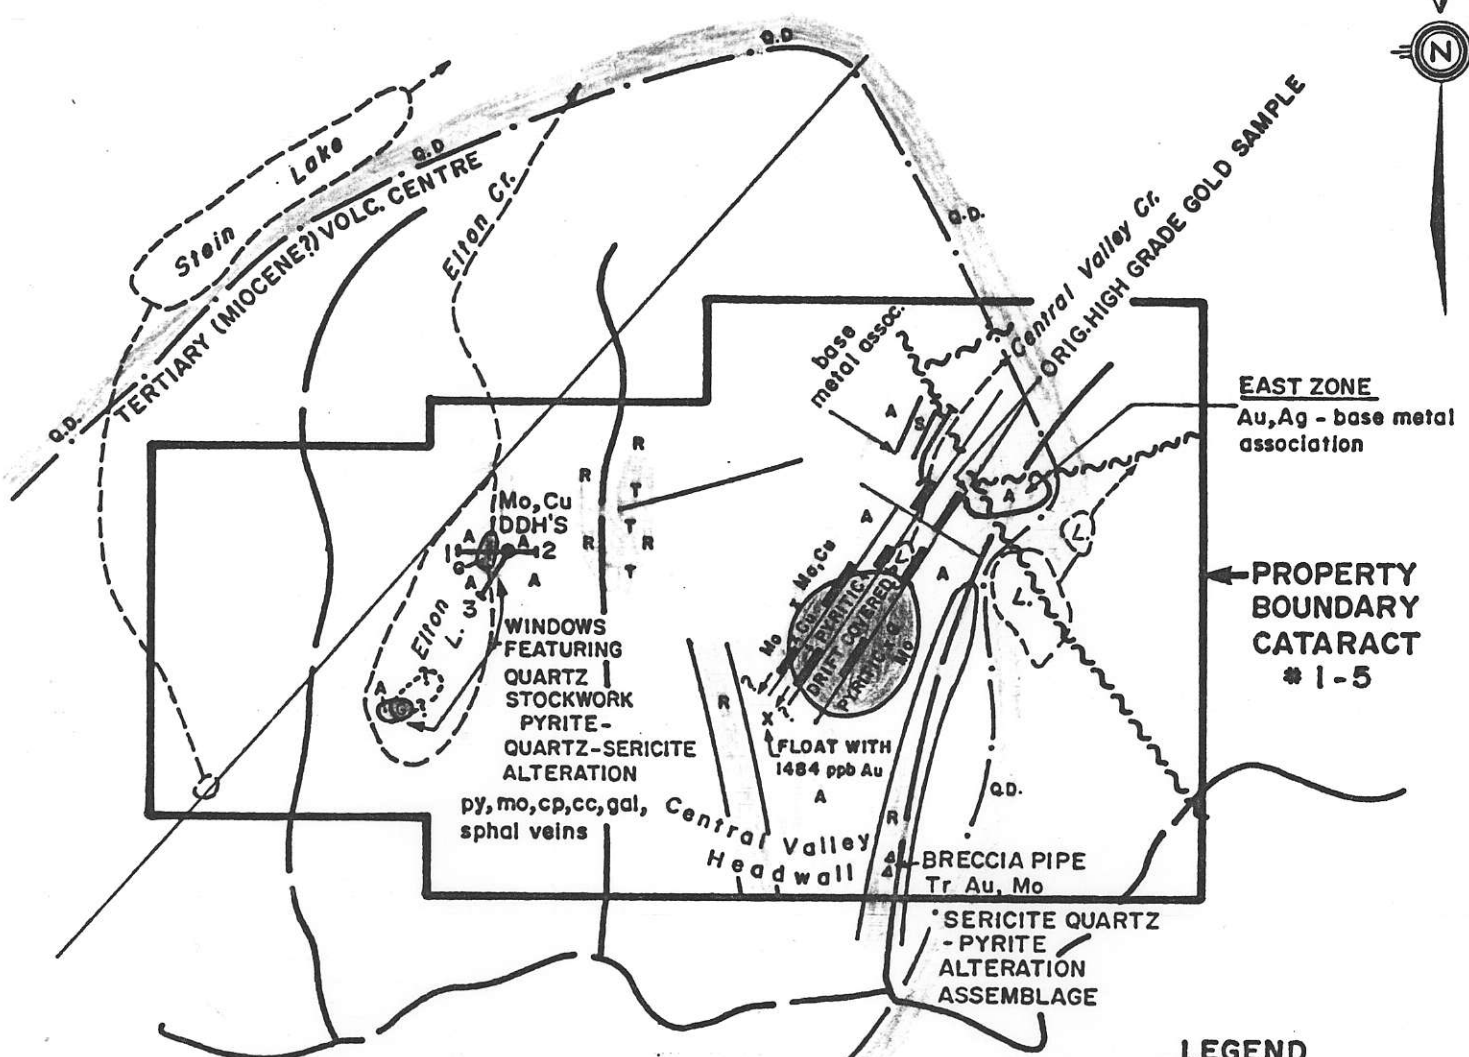 N
Q.D
Q.D
Stein Lake
TERTIARY (MIOCENE?) VOLC. CENTRE
Q.D.
Elton Cr.
Q.D.
Central Valley Cr.
ORIG. HIGH GRADE GOLD SAMPLE
base
metal assoc.
A
S
EAST ZONE
Au, Ag - base metal
association
A
R
R
T
T
R
R
T
Mo, Cu
DDH'S
A
A
1
2
G
A
A
3
Elton
L.
?
A
G
?
WINDOWS
FEATURING
QUARTZ
STOCKWORK
PYRITE-
QUARTZ-SERICITE
ALTERATION
py, mo, cp, cc, gal,
sphal veins
A
x Mo, Cu
L.
A
Mo
Cu
PYRITIC
DRIFT COVERED
PYRITIC
Mo
?
?
X
FLOAT WITH
1484 ppb Au
A
R
L.
L.
PROPERTY
BOUNDARY
CATARACT
# 1-5
Q.D.
Central Valley
Headwall
R
BRECCIA PIPE
Tr Au, Mo
SERICITE QUARTZ
- PYRITE
ALTERATION
ASSEMBLAGE
LEGEND